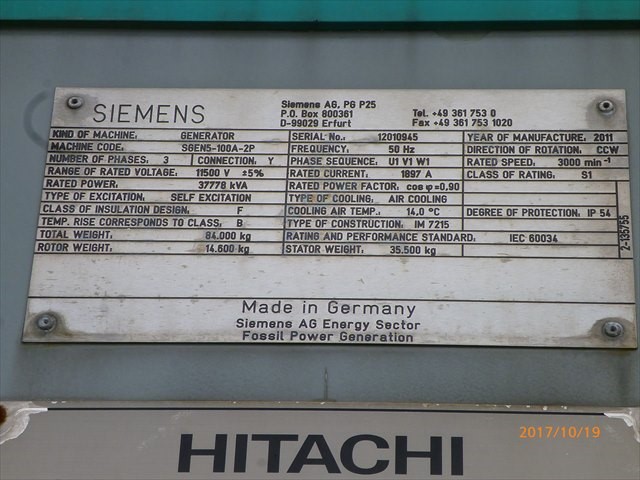 SIEMENS
Siemens AG, PG P25
P.O. Box 800361
D-99029 Erfurt
Tel. +49 361 753 0
Fax +49 361 753 1020
KIND OF MACHINE, GENERATOR SERIAL No., 12010945 YEAR OF MANUFACTURE, 2011
MACHINE CODE, SGEN5-100A-2P FREQUENCY, 50 Hz DIRECTION OF ROTATION, CCW
NUMBER OF PHASES, 3 CONNECTION, Y PHASE SEQUENCE, U1 V1 W1 RATED SPEED, 3000 min⁻¹
RANGE OF RATED VOLTAGE, 11500 V ±5% RATED CURRENT, 1897 A CLASS OF RATING, S1
RATED POWER, 37778 kVA RATED POWER FACTOR, cos φ=0,90
TYPE OF EXCITATION, SELF EXCITATION TYPE OF COOLING, AIR COOLING
CLASS OF INSULATION DESIGN, F COOLING AIR TEMP., 14,0 °C DEGREE OF PROTECTION, IP 54
TEMP. RISE CORRESPONDS TO CLASS, B TYPE OF CONSTRUCTION, IM 7215
TOTAL WEIGHT, 84.000 kg RATING AND PERFORMANCE STANDARD, IEC 60034
ROTOR WEIGHT, 14.600 kg STATOR WEIGHT, 35.500 kg
2-135755
Made in Germany
Siemens AG Energy Sector
Fossil Power Generation
HITACHI
2017/10/19